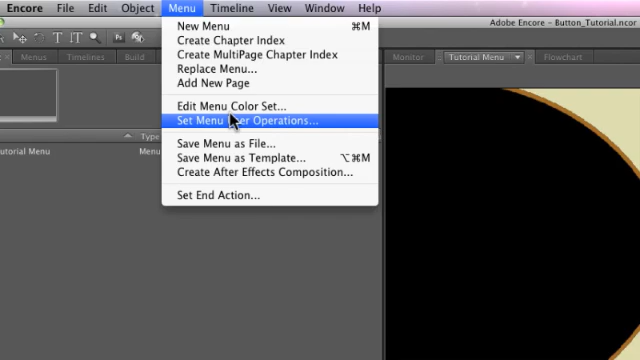 Encore File Edit Object Menu Timeline View Window Help
New Menu ⌘M
Adobe Encore - Button_Tutorial.ncor
Create Chapter Index
Create MultiPage Chapter Index
Menus Timelines Build Monitor Tutorial Menu Flowchart
Replace Menu...
Add New Page
Edit Menu Color Set...
Set Menu Operations...
Type
Save Menu as File...
utorial Menu Menu
Save Menu as Template... ⌥⌘M
Create After Effects Composition...
Set End Action...